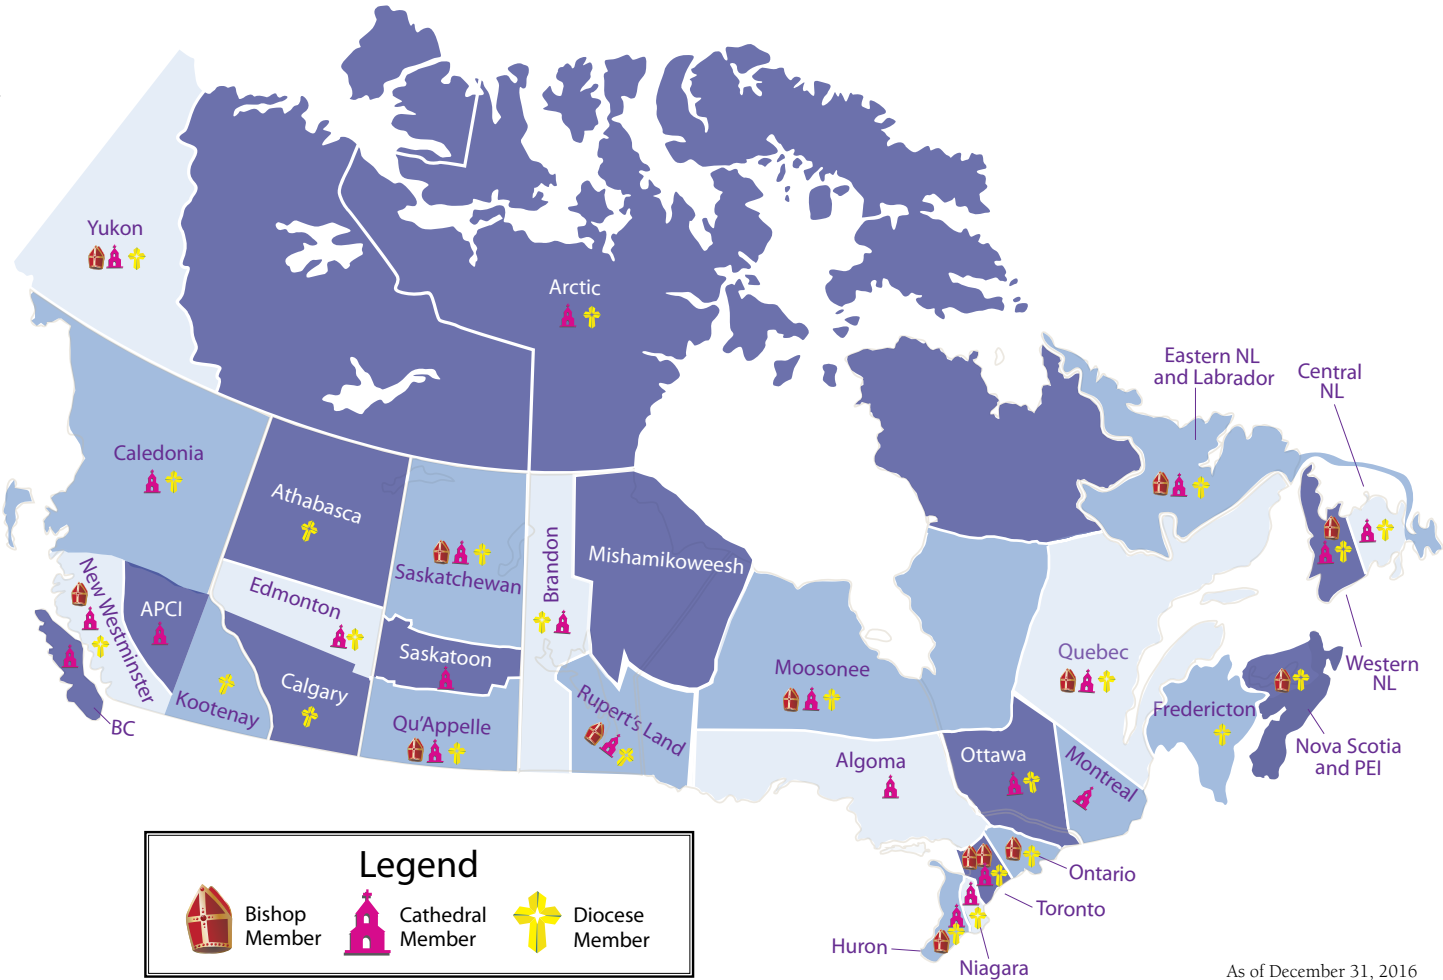 Yukon
Arctic
Eastern NL
and Labrador
Central
NL
Caledonia
Athabasca
Saskatchewan
Brandon
Mishamikoweesh
New Westminster
APCI
Edmonton
Saskatoon
Moosonee
Quebec
Western
NL
BC
Kootenay
Calgary
Qu'Appelle
Rupert's Land
Fredericton
Nova Scotia
and PEI
Algoma
Ottawa
Montreal
Ontario
Toronto
Huron
Niagara
Legend
Bishop
Member
Cathedral
Member
Diocese
Member
As of December 31, 2016